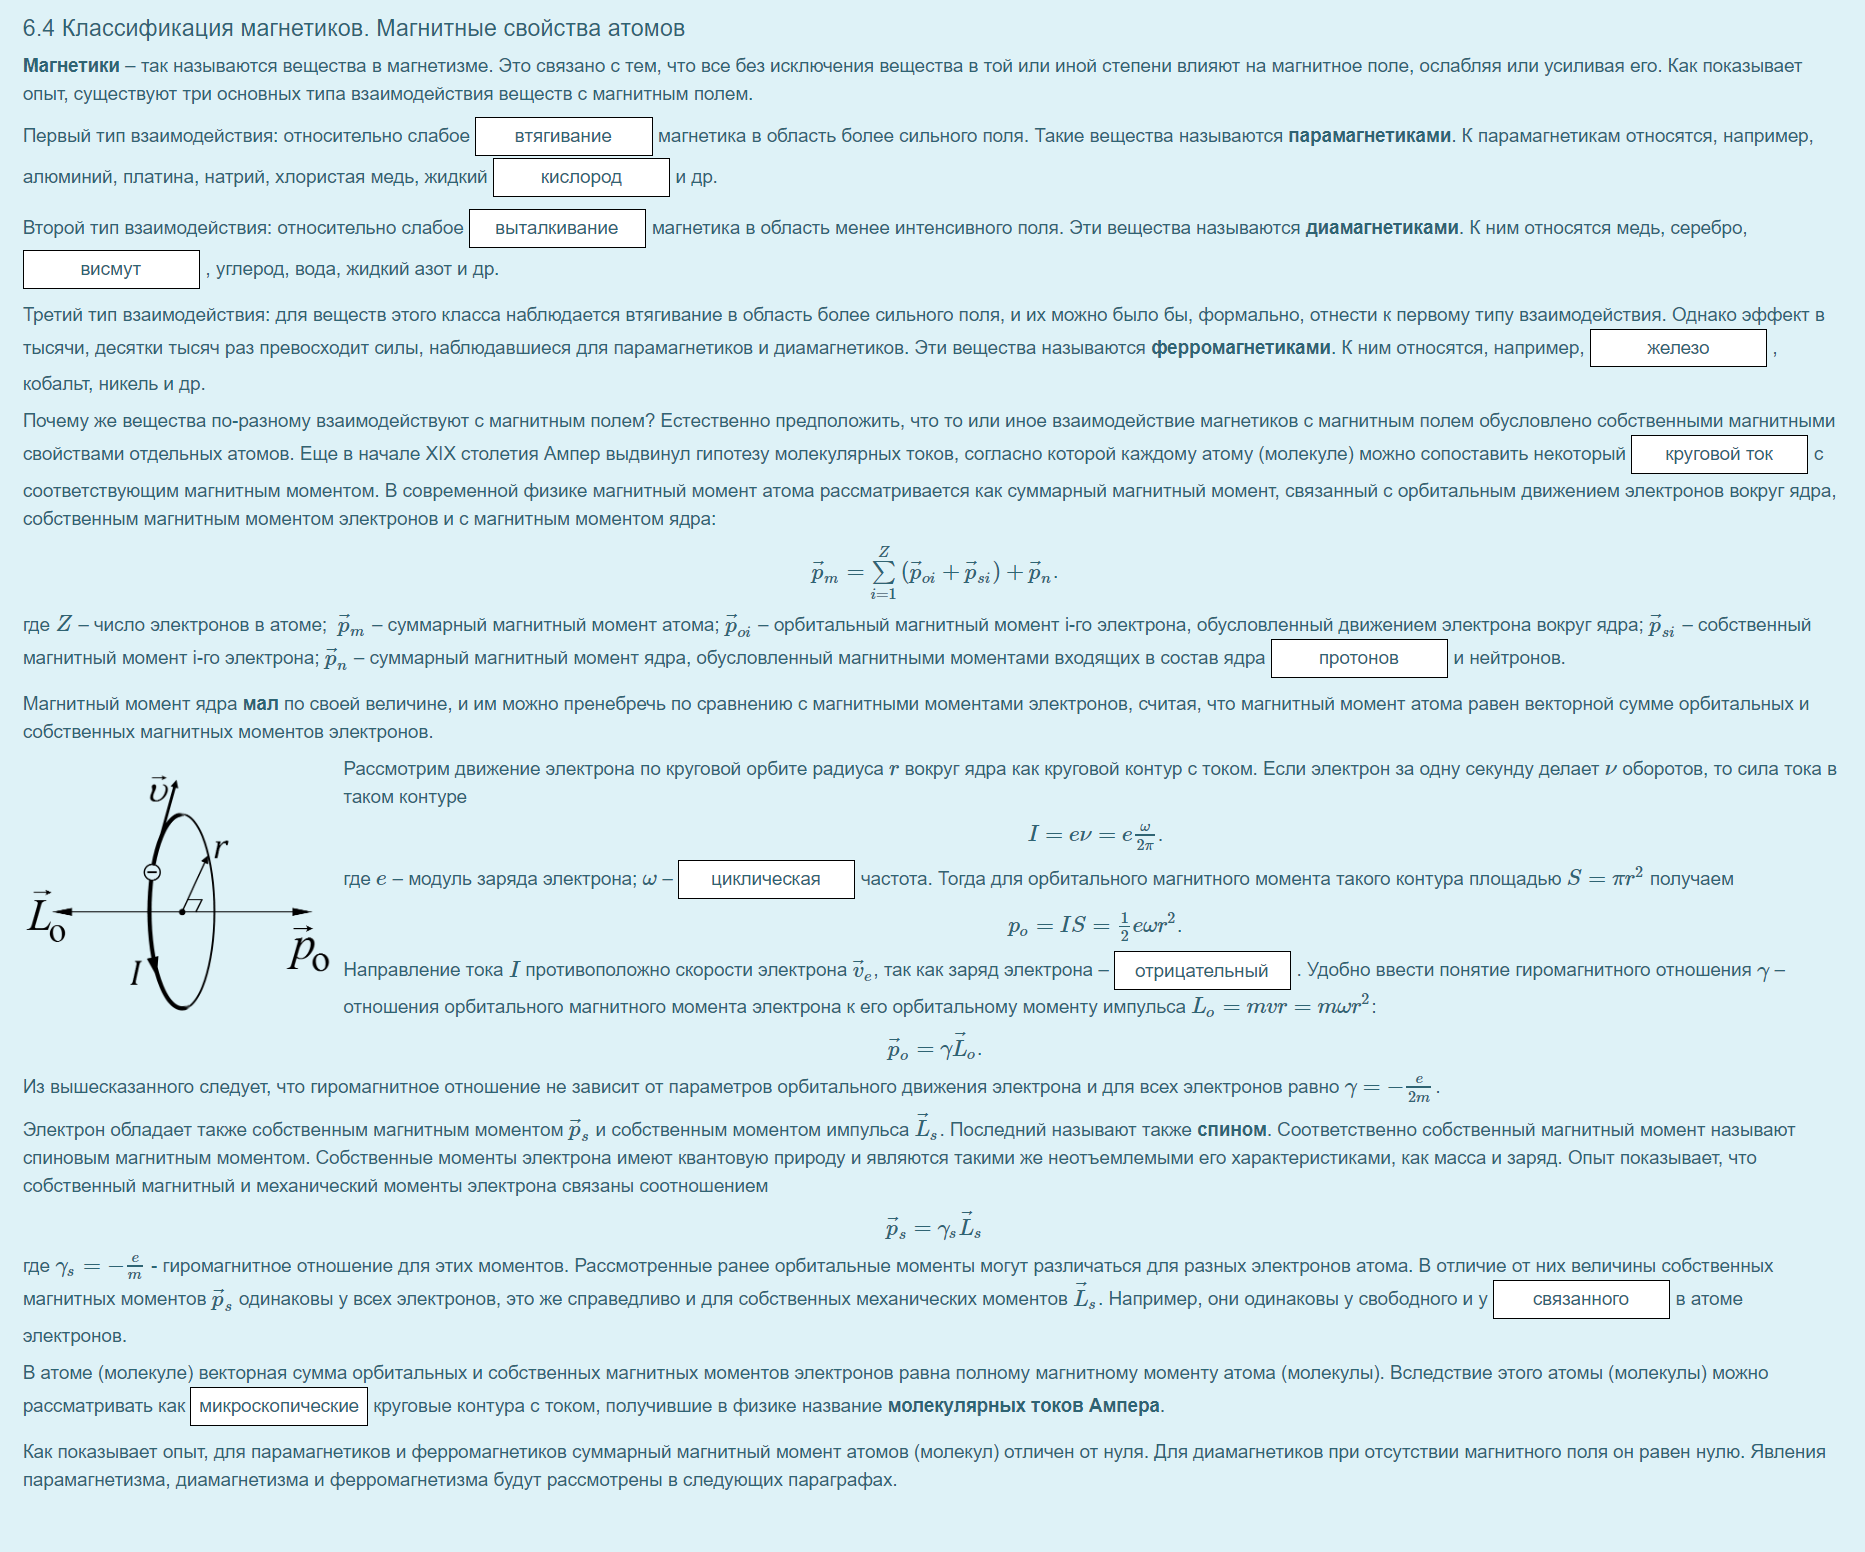 6.4 Классификация магнетиков. Магнитные свойства атомов
Магнетики – так называются вещества в магнетизме. Это связано с тем, что все без исключения вещества в той или иной степени влияют на магнитное поле, ослабляя или усиливая его. Как показывает
опыт, существуют три основных типа взаимодействия веществ с магнитным полем.
Первый тип взаимодействия: относительно слабое втягивание магнетика в область более сильного поля. Такие вещества называются парамагнетиками. К парамагнетикам относятся, например,
алюминий, платина, натрий, хлористая медь, жидкий кислород и др.
Второй тип взаимодействия: относительно слабое выталкивание магнетика в область менее интенсивного поля. Эти вещества называются диамагнетиками. К ним относятся медь, серебро,
висмут , углерод, вода, жидкий азот и др.
Третий тип взаимодействия: для веществ этого класса наблюдается втягивание в область более сильного поля, и их можно было бы, формально, отнести к первому типу взаимодействия. Однако эффект в
тысячи, десятки тысяч раз превосходит силы, наблюдавшиеся для парамагнетиков и диамагнетиков. Эти вещества называются ферромагнетиками. К ним относятся, например, железо ,
кобальт, никель и др.
Почему же вещества по-разному взаимодействуют с магнитным полем? Естественно предположить, что то или иное взаимодействие магнетиков с магнитным полем обусловлено собственными магнитными
свойствами отдельных атомов. Еще в начале XIX столетия Ампер выдвинул гипотезу молекулярных токов, согласно которой каждому атому (молекуле) можно сопоставить некоторый круговой ток с
соответствующим магнитным моментом. В современной физике магнитный момент атома рассматривается как суммарный магнитный момент, связанный с орбитальным движением электронов вокруг ядра,
собственным магнитным моментом электронов и с магнитным моментом ядра:
$\vec{p}_m = \sum_{i=1}^{Z} (\vec{p}_{oi} + \vec{p}_{si}) + \vec{p}_n.$
где $Z$ – число электронов в атоме; $\vec{p}_m$ – суммарный магнитный момент атома; $\vec{p}_{oi}$ – орбитальный магнитный момент i-го электрона, обусловленный движением электрона вокруг ядра; $\vec{p}_{si}$ – собственный
магнитный момент i-го электрона; $\vec{p}_n$ – суммарный магнитный момент ядра, обусловленный магнитными моментами входящих в состав ядра протонов и нейтронов.
Магнитный момент ядра мал по своей величине, и им можно пренебречь по сравнению с магнитными моментами электронов, считая, что магнитный момент атома равен векторной сумме орбитальных и
собственных магнитных моментов электронов.
$\vec{υ}$
$r$
$\vec{L}_o$
$\vec{p}_o$
$I$
Рассмотрим движение электрона по круговой орбите радиуса $r$ вокруг ядра как круговой контур с током. Если электрон за одну секунду делает $ν$ оборотов, то сила тока в
таком контуре
$I = eν = e\frac{ω}{2π}.$
где $e$ – модуль заряда электрона; $ω$ – циклическая частота. Тогда для орбитального магнитного момента такого контура площадью $S = πr^2$ получаем
$p_o = IS = \frac{1}{2}eωr^2.$
Направление тока $I$ противоположно скорости электрона $\vec{v}_e$, так как заряд электрона – отрицательный . Удобно ввести понятие гиромагнитного отношения $γ$ –
отношения орбитального магнитного момента электрона к его орбитальному моменту импульса $L_o = mvr = mωr^2$:
$\vec{p}_o = γ\vec{L}_o.$
Из вышесказанного следует, что гиромагнитное отношение не зависит от параметров орбитального движения электрона и для всех электронов равно $γ = -\frac{e}{2m}$ .
Электрон обладает также собственным магнитным моментом $\vec{p}_s$ и собственным моментом импульса $\vec{L}_s$. Последний называют также спином. Соответственно собственный магнитный момент называют
спиновым магнитным моментом. Собственные моменты электрона имеют квантовую природу и являются такими же неотъемлемыми его характеристиками, как масса и заряд. Опыт показывает, что
собственный магнитный и механический моменты электрона связаны соотношением
$\vec{p}_s = γ_s\vec{L}_s$
где $γ_s = -\frac{e}{m}$ - гиромагнитное отношение для этих моментов. Рассмотренные ранее орбитальные моменты могут различаться для разных электронов атома. В отличие от них величины собственных
магнитных моментов $\vec{p}_s$ одинаковы у всех электронов, это же справедливо и для собственных механических моментов $\vec{L}_s$. Например, они одинаковы у свободного и у связанного в атоме
электронов.
В атоме (молекуле) векторная сумма орбитальных и собственных магнитных моментов электронов равна полному магнитному моменту атома (молекулы). Вследствие этого атомы (молекулы) можно
рассматривать как микроскопические круговые контура с током, получившие в физике название молекулярных токов Ампера.
Как показывает опыт, для парамагнетиков и ферромагнетиков суммарный магнитный момент атомов (молекул) отличен от нуля. Для диамагнетиков при отсутствии магнитного поля он равен нулю. Явления
парамагнетизма, диамагнетизма и ферромагнетизма будут рассмотрены в следующих параграфах.